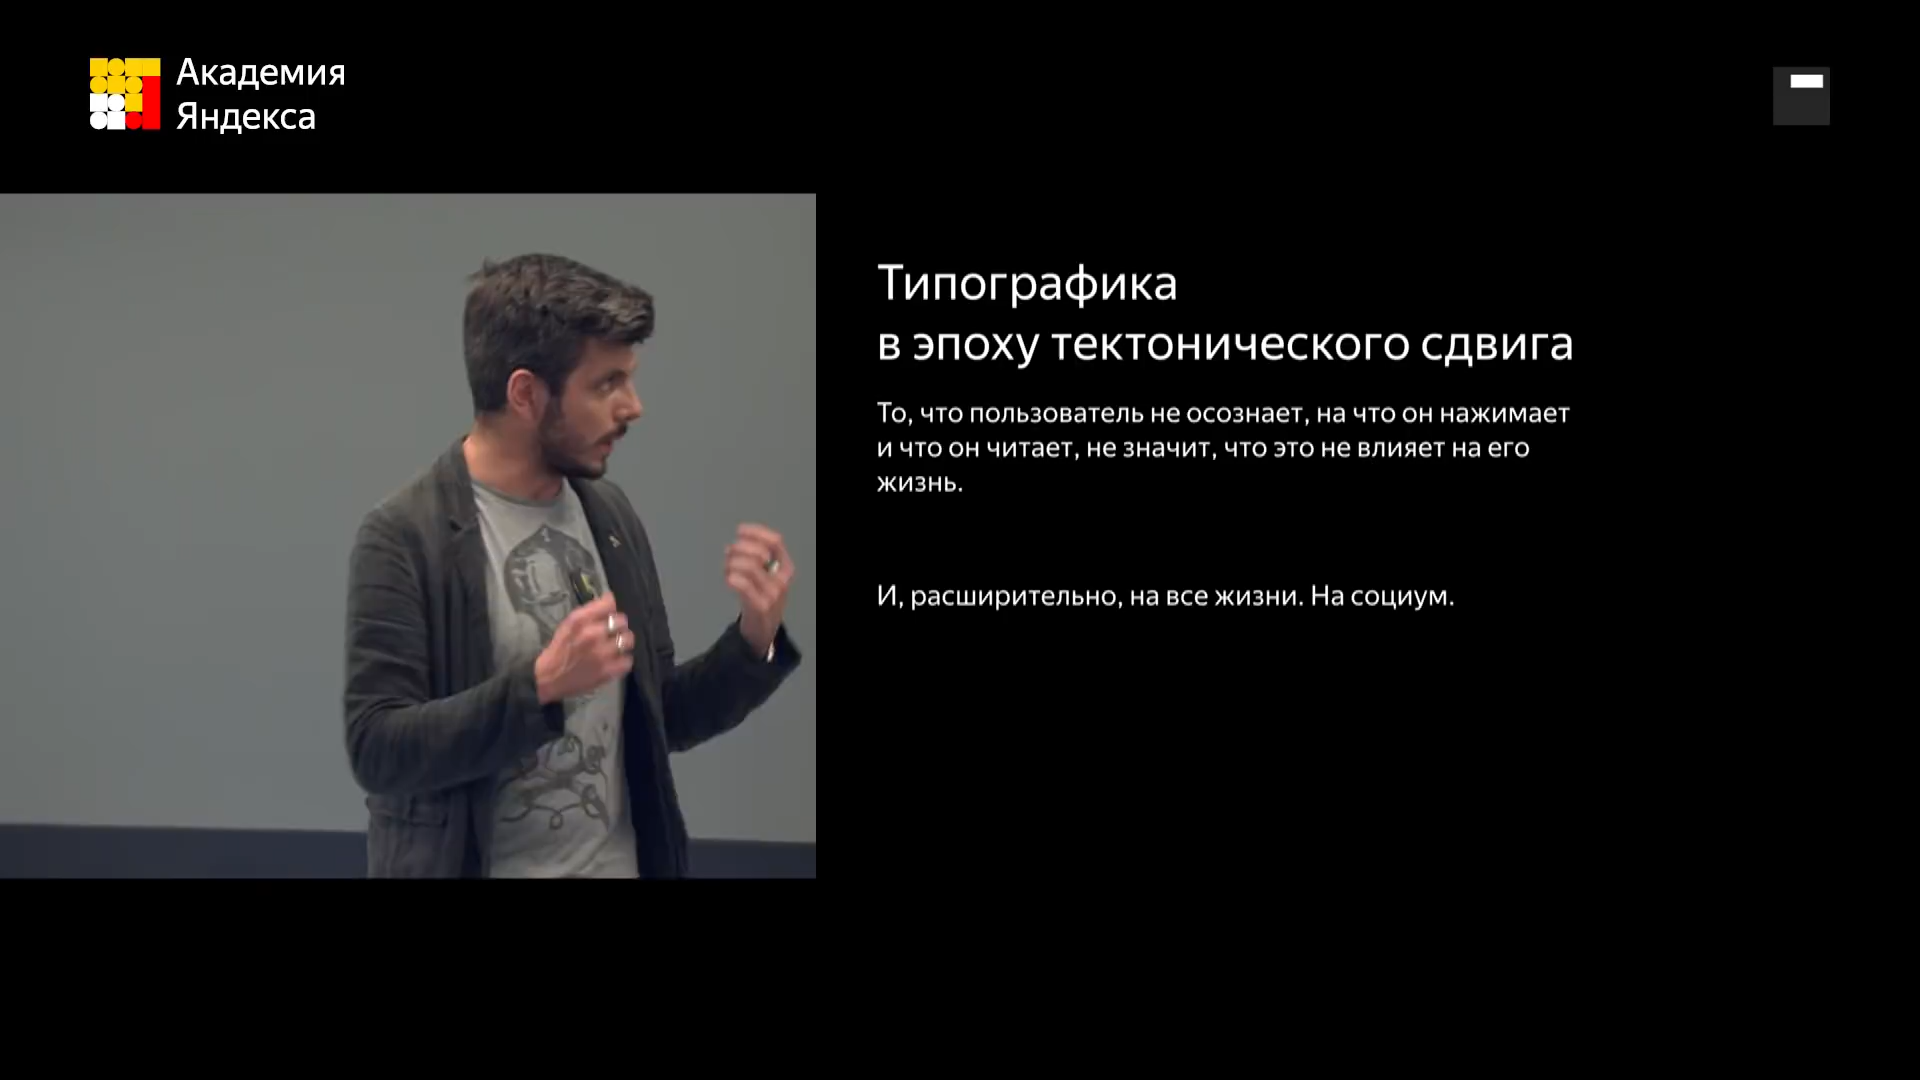 Академия
Яндекса
Типографика
в эпоху тектонического сдвига
То, что пользователь не осознает, на что он нажимает
и что он читает, не значит, что это не влияет на его
жизнь.
И, расширительно, на все жизни. На социум.